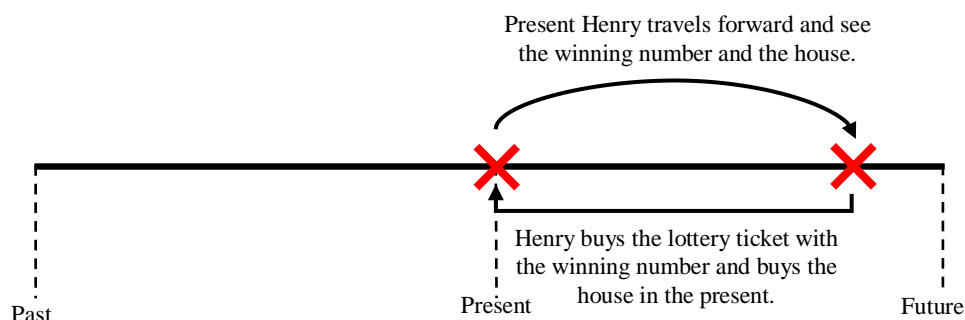 Present Henry travels forward and see
the winning number and the house.
Henry buys the lottery ticket with
the winning number and buys the
house in the present.
Past
Present
Future